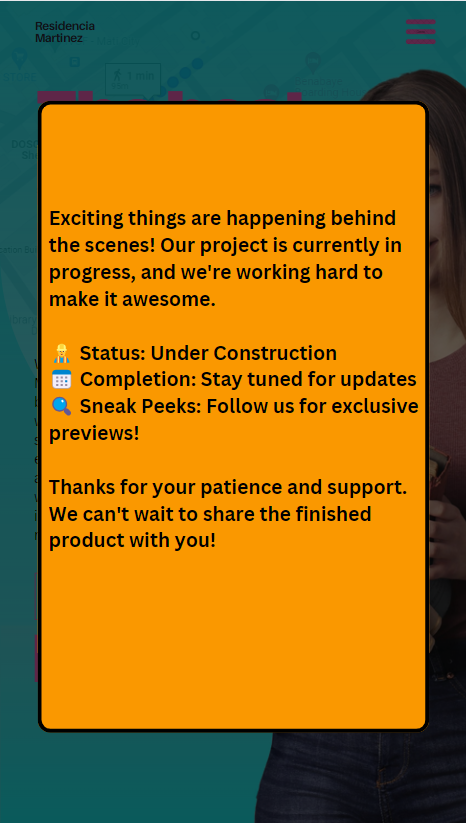 Residencia
Martinez
1 min
Exciting things are happening behind
the scenes! Our project is currently in
progress, and we're working hard to
make it awesome.
👷 Status: Under Construction
📅 Completion: Stay tuned for updates
🔍 Sneak Peeks: Follow us for exclusive
previews!
Thanks for your patience and support.
We can't wait to share the finished
product with you!